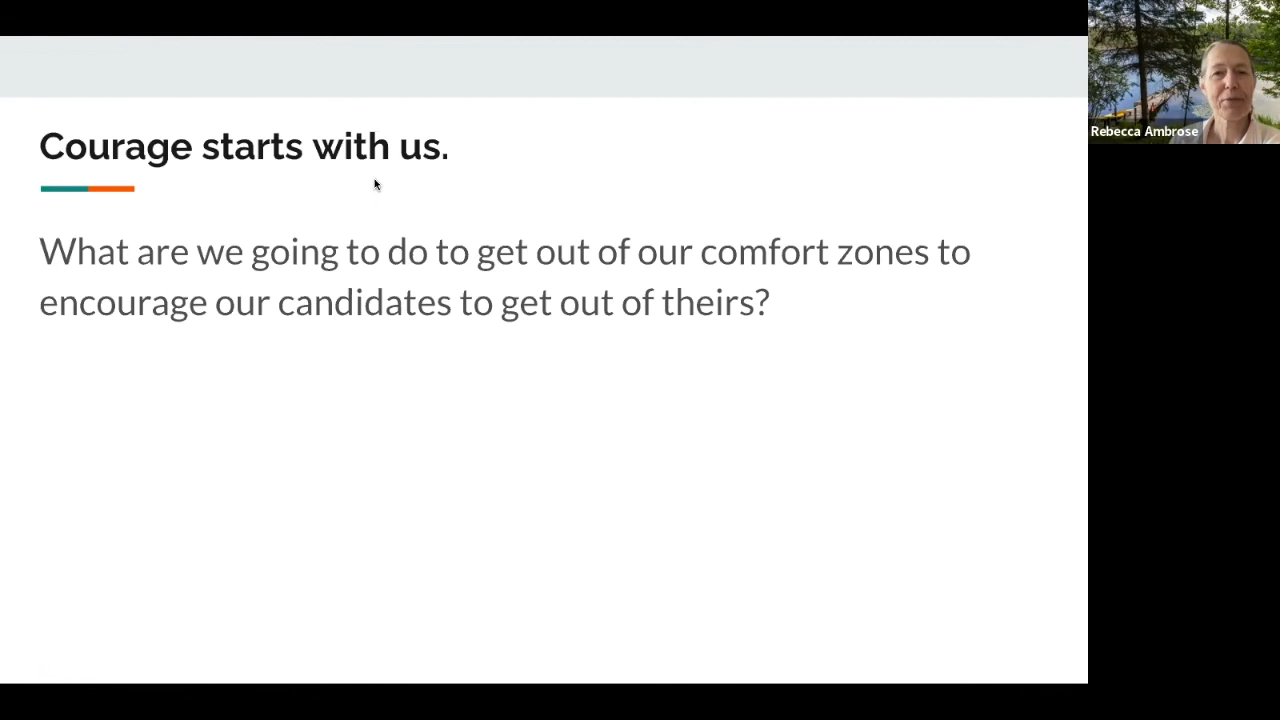 Courage starts with us.
What are we going to do to get out of our comfort zones to
encourage our candidates to get out of theirs?
Rebecca Ambrose